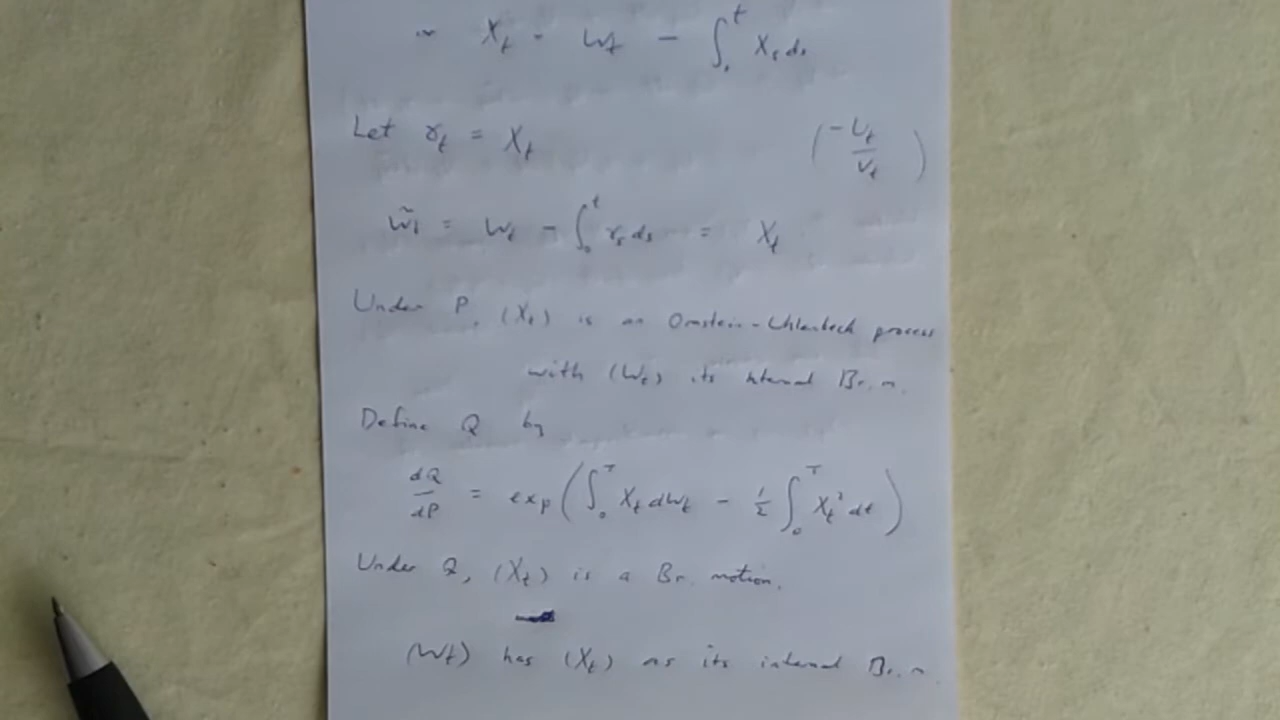 ∴ X_t = W_t − ∫_0^t X_s ds
Let γ_t = X_t ( −U_t / V_t )
W̃_t = W_t − ∫_0^t γ_s ds = X_t
Under P, (X_t) is an Ornstein-Uhlenbeck process
with (W_t) its internal Br. m.
Define Q by
dQ/dP = exp( ∫_0^T X_t dW_t − 1/2 ∫_0^T X_t² dt )
Under Q, (X_t) is a Br. motion.
(W_t) has (X_t) as its internal Br. m.